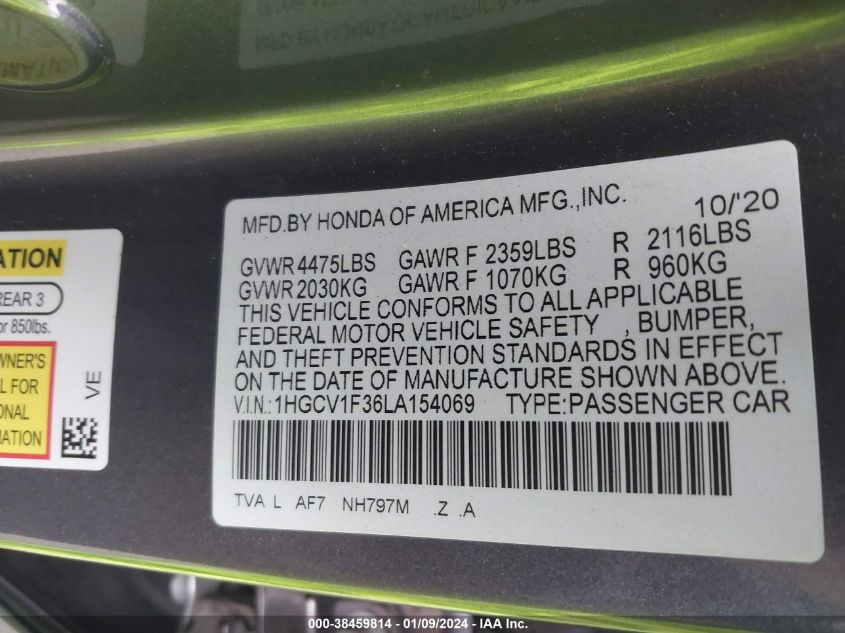 MFD.BY HONDA OF AMERICA MFG.,INC. 10/'20
GVWR 4475LBS GAWR F 2359LBS R 2116LBS
GVWR 2030KG GAWR F 1070KG R 960KG
THIS VEHICLE CONFORMS TO ALL APPLICABLE
FEDERAL MOTOR VEHICLE SAFETY , BUMPER,
AND THEFT PREVENTION STANDARDS IN EFFECT
ON THE DATE OF MANUFACTURE SHOWN ABOVE.
V.I.N.:1HGCV1F36LA154069 TYPE:PASSENGER CAR
TVA L AF7 NH797M .Z .A
ATION
REAR 3
or 850lbs.
WNER'S
L FOR
ONAL
MATION
VE
000-38459814 - 01/09/2024 - IAA Inc.